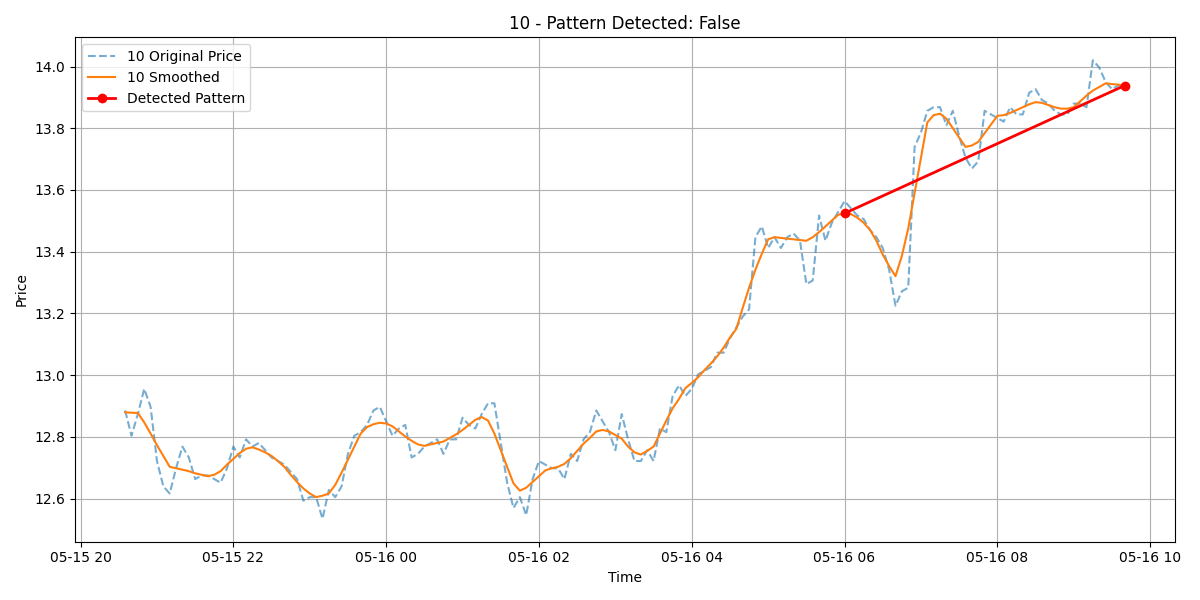 10 - Pattern Detected: False
10 Original Price
10 Smoothed
Detected Pattern
Price
14.0
13.8
13.6
13.4
13.2
13.0
12.8
12.6
05-15 20
05-15 22
05-16 00
05-16 02
05-16 04
05-16 06
05-16 08
05-16 10
Time